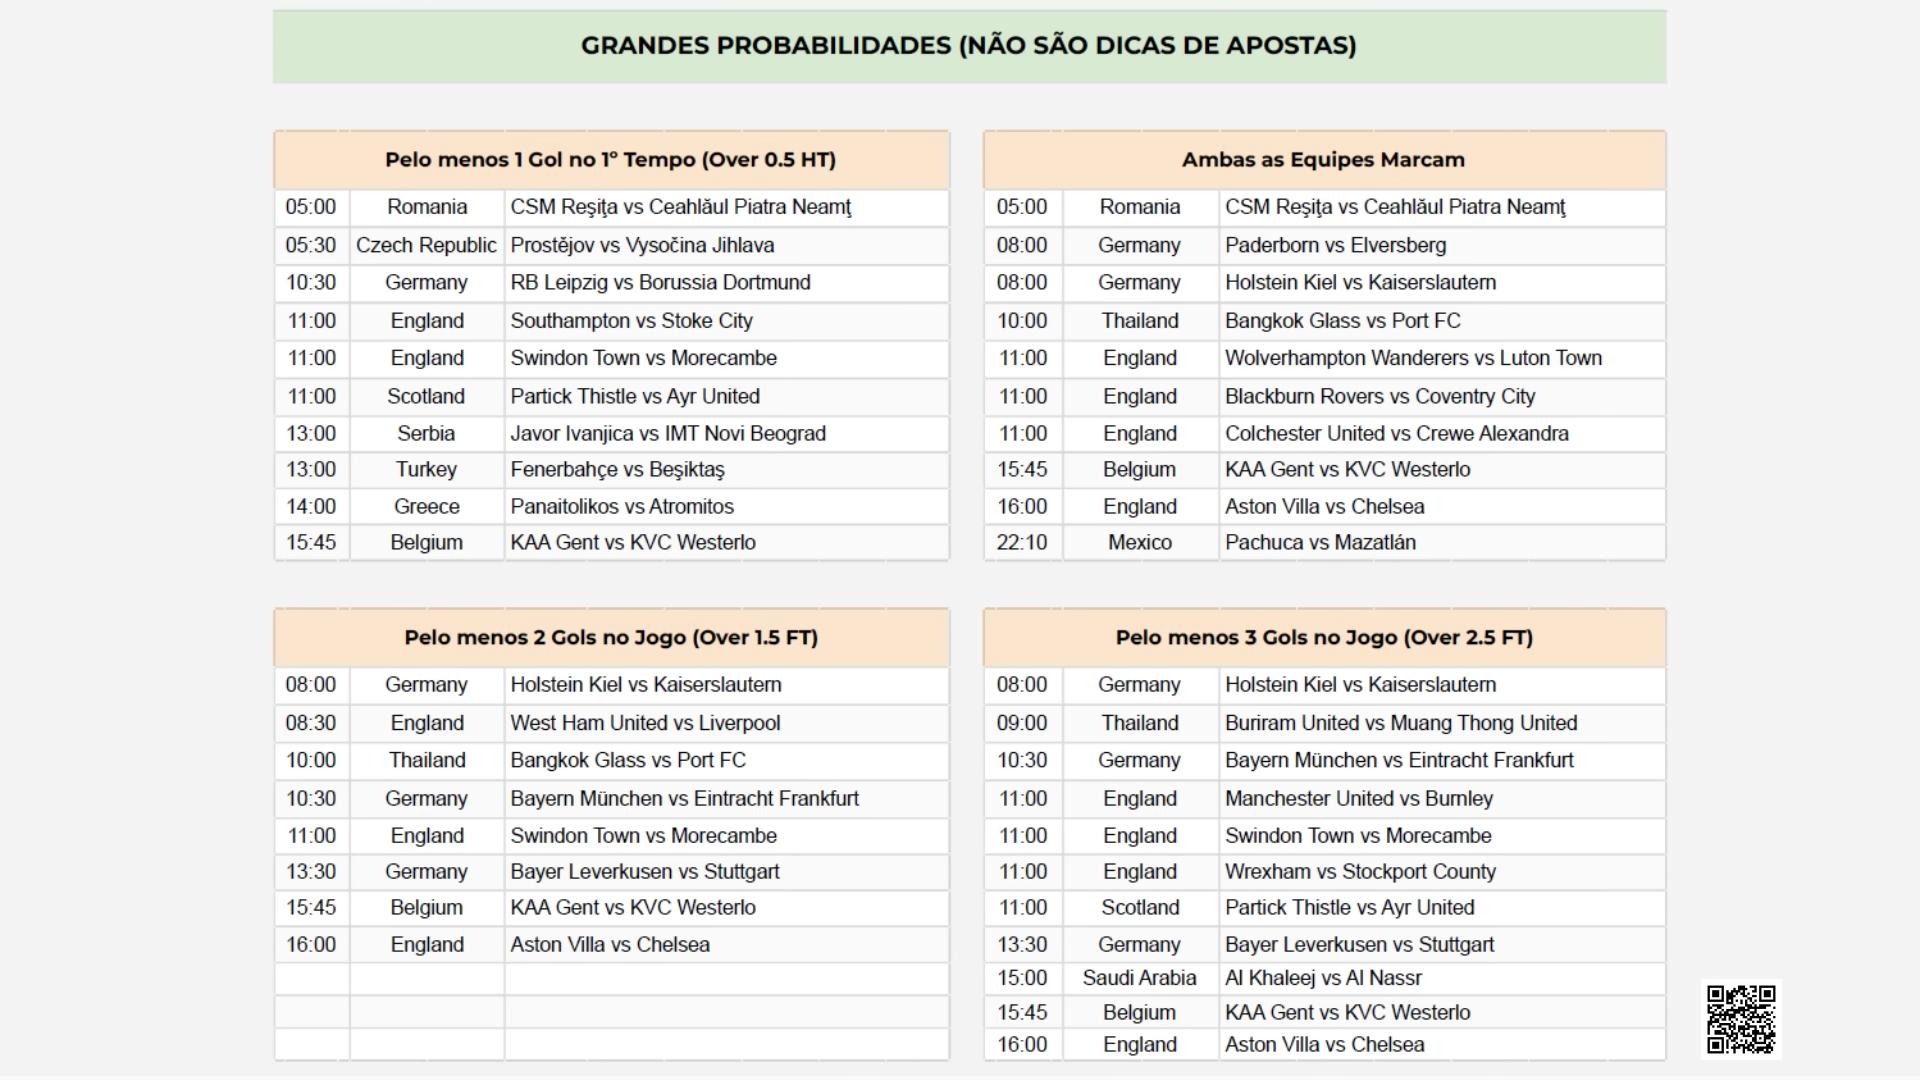 GRANDES PROBABILIDADES (NÃO SÃO DICAS DE APOSTAS)
Pelo menos 1 Gol no 1º Tempo (Over 0.5 HT)
05:00 Romania CSM Reşiţa vs Ceahlăul Piatra Neamţ
05:30 Czech Republic Prostějov vs Vysočina Jihlava
10:30 Germany RB Leipzig vs Borussia Dortmund
11:00 England Southampton vs Stoke City
11:00 England Swindon Town vs Morecambe
11:00 Scotland Partick Thistle vs Ayr United
13:00 Serbia Javor Ivanjica vs IMT Novi Beograd
13:00 Turkey Fenerbahçe vs Beşiktaş
14:00 Greece Panaitolikos vs Atromitos
15:45 Belgium KAA Gent vs KVC Westerlo
Ambas as Equipes Marcam
05:00 Romania CSM Reşiţa vs Ceahlăul Piatra Neamţ
08:00 Germany Paderborn vs Elversberg
08:00 Germany Holstein Kiel vs Kaiserslautern
10:00 Thailand Bangkok Glass vs Port FC
11:00 England Wolverhampton Wanderers vs Luton Town
11:00 England Blackburn Rovers vs Coventry City
11:00 England Colchester United vs Crewe Alexandra
15:45 Belgium KAA Gent vs KVC Westerlo
16:00 England Aston Villa vs Chelsea
22:10 Mexico Pachuca vs Mazatlán
Pelo menos 2 Gols no Jogo (Over 1.5 FT)
08:00 Germany Holstein Kiel vs Kaiserslautern
08:30 England West Ham United vs Liverpool
10:00 Thailand Bangkok Glass vs Port FC
10:30 Germany Bayern München vs Eintracht Frankfurt
11:00 England Swindon Town vs Morecambe
13:30 Germany Bayer Leverkusen vs Stuttgart
15:45 Belgium KAA Gent vs KVC Westerlo
16:00 England Aston Villa vs Chelsea
Pelo menos 3 Gols no Jogo (Over 2.5 FT)
08:00 Germany Holstein Kiel vs Kaiserslautern
09:00 Thailand Buriram United vs Muang Thong United
10:30 Germany Bayern München vs Eintracht Frankfurt
11:00 England Manchester United vs Burnley
11:00 England Swindon Town vs Morecambe
11:00 England Wrexham vs Stockport County
11:00 Scotland Partick Thistle vs Ayr United
13:30 Germany Bayer Leverkusen vs Stuttgart
15:00 Saudi Arabia Al Khaleej vs Al Nassr
15:45 Belgium KAA Gent vs KVC Westerlo
16:00 England Aston Villa vs Chelsea